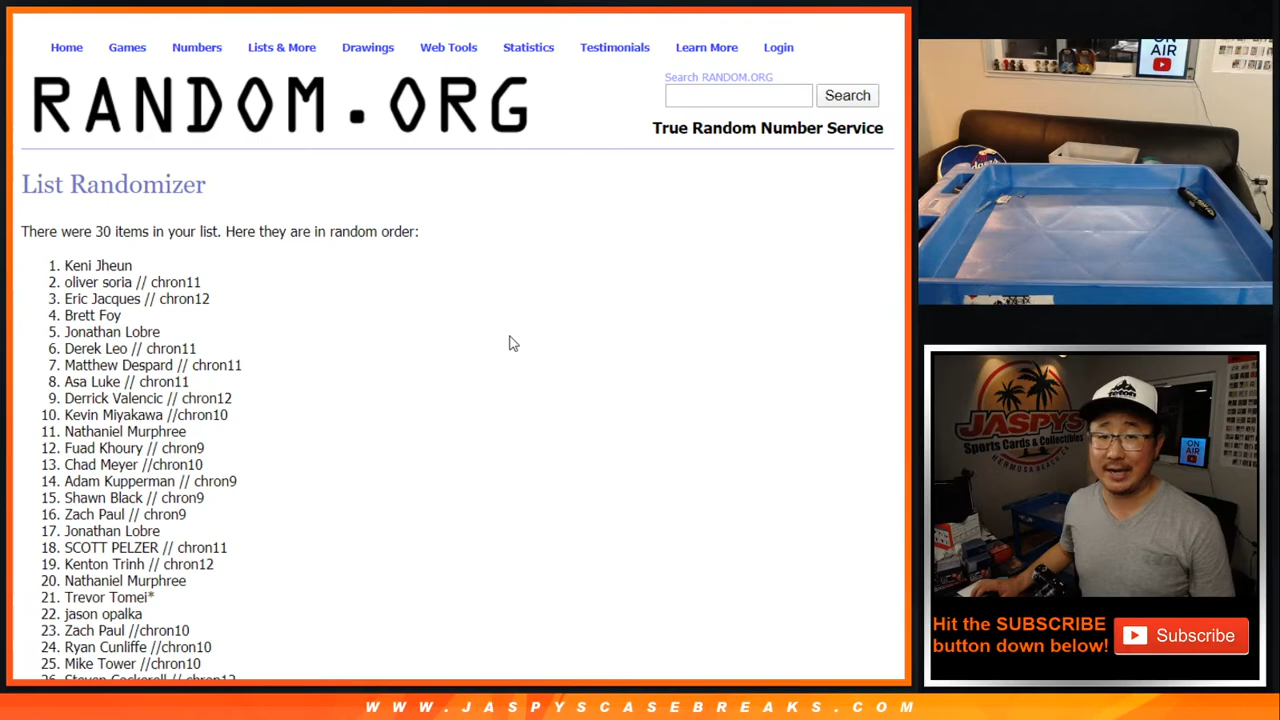 Home Games Numbers Lists & More Drawings Web Tools Statistics Testimonials Learn More Login
RANDOM.ORG
Search RANDOM.ORG
Search
True Random Number Service
List Randomizer
There were 30 items in your list. Here they are in random order:
1. Keni Jheun
2. oliver soria // chron11
3. Eric Jacques // chron12
4. Brett Foy
5. Jonathan Lobre
6. Derek Leo // chron11
7. Matthew Despard // chron11
8. Asa Luke // chron11
9. Derrick Valencic // chron12
10. Kevin Miyakawa //chron10
11. Nathaniel Murphree
12. Fuad Khoury // chron9
13. Chad Meyer //chron10
14. Adam Kupperman // chron9
15. Shawn Black // chron9
16. Zach Paul // chron9
17. Jonathan Lobre
18. SCOTT PELZER // chron11
19. Kenton Trinh // chron12
20. Nathaniel Murphree
21. Trevor Tomei*
22. jason opalka
23. Zach Paul //chron10
24. Ryan Cunliffe //chron10
25. Mike Tower //chron10
ON
AIR
Dodgers
JASPYS
Sports Cards & Collectibles
HERMOSA BEACH, CA
ON
AIR
Hit the SUBSCRIBE
button down below!
Subscribe
WWW.JASPYSCASEBREAKS.COM